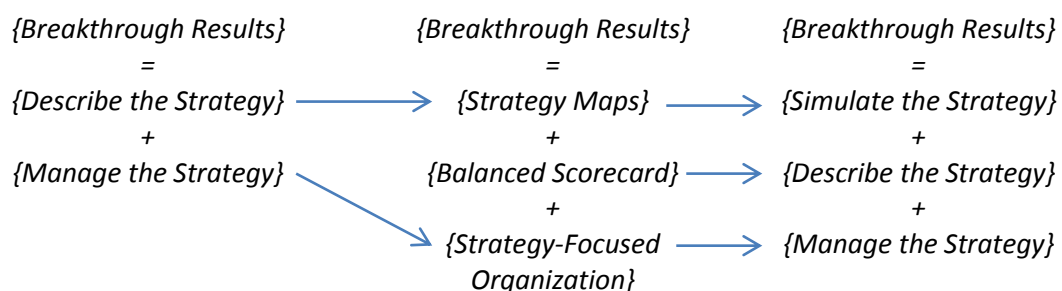 {Breakthrough Results} {Breakthrough Results} {Breakthrough Results}
= = =
{Describe the Strategy} {Strategy Maps} {Simulate the Strategy}
+ + +
{Manage the Strategy} {Balanced Scorecard} {Describe the Strategy}
+ +
{Strategy-Focused {Manage the Strategy}
Organization}